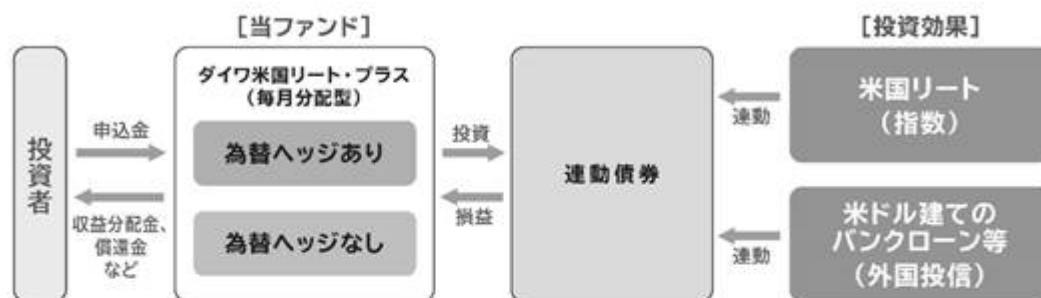 [当ファンド]
[投資効果]
投資者
申込金
収益分配金、
償還金
など
ダイワ米国リート・プラス
（毎月分配型）
為替ヘッジあり
為替ヘッジなし
投資
損益
連動債券
連動
連動
米国リート
（指数）
米ドル建ての
バンクローン等
（外国投信）